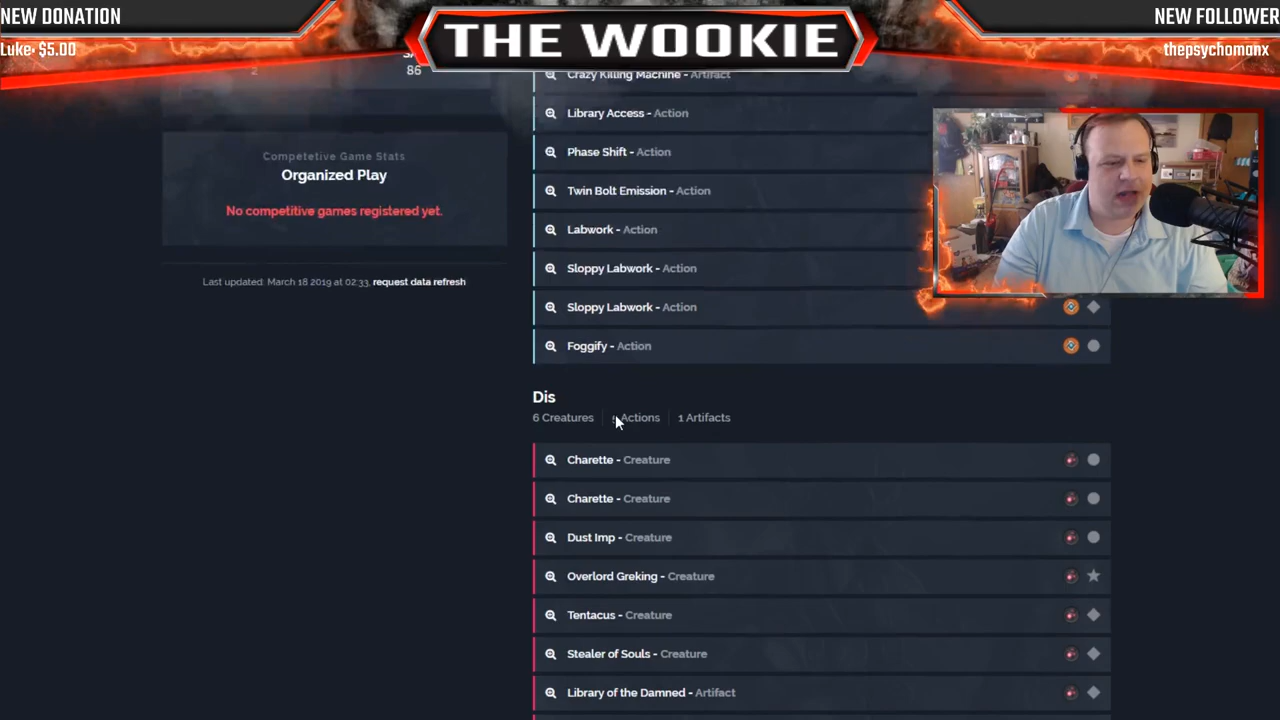 NEW DONATION
THE WOOKIE
NEW FOLLOWER
Luke• $5.00
thepsychomanx
2
86
Crazy Killing Machine - Artifact
Library Access - Action
Phase Shift - Action
Twin Bolt Emission - Action
Labwork - Action
Sloppy Labwork - Action
Sloppy Labwork - Action
Foggify - Action
Competetive Game Stats
Organized Play
No competitive games registered yet.
Last updated: March 18 2019 at 02:33, request data refresh
Dis
6 Creatures
Actions
1 Artifacts
Charette - Creature
Charette - Creature
Dust Imp - Creature
Overlord Greking - Creature
Tentacus - Creature
Stealer of Souls - Creature
Library of the Damned - Artifact